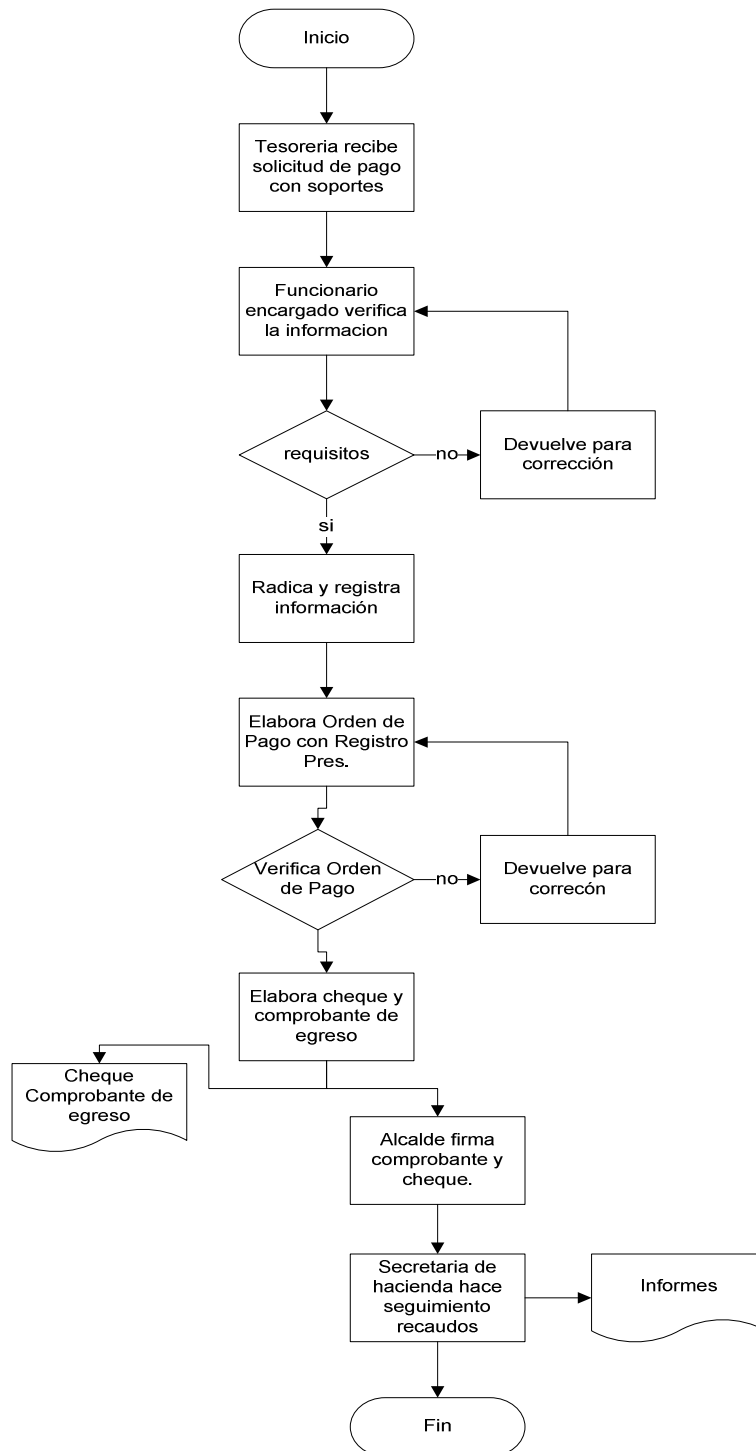 Inicio
Tesoreria recibe
solicitud de pago
con soportes
Funcionario
encargado verifica
la informacion
requisitos
no
Devuelve para
corrección
si
Radica y registra
información
Elabora Orden de
Pago con Registro
Pres.
Verifica Orden
de Pago
no
Devuelve para
correcón
Elabora cheque y
comprobante de
egreso
Cheque
Comprobante de
egreso
Alcalde firma
comprobante y
cheque.
Secretaria de
hacienda hace
seguimiento
recaudos
Informes
Fin